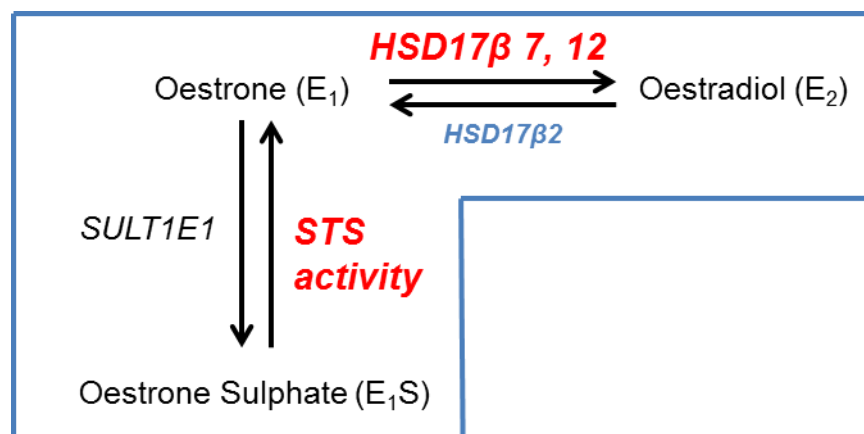 HSD17β 7, 12
Oestrone (E₁)
Oestradiol (E₂)
HSD17β2
SULT1E1
STS
activity
Oestrone Sulphate (E₁S)